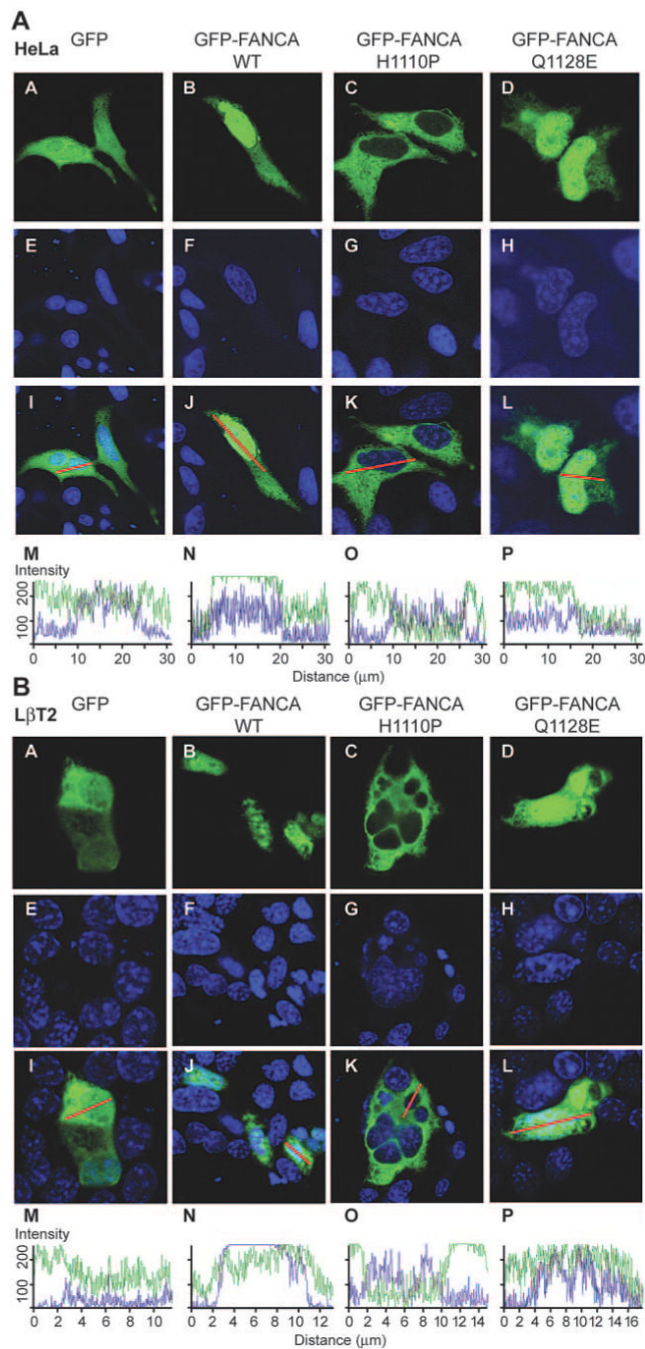 A
HeLa
GFP
GFP-FANCA
WT
GFP-FANCA
H1110P
GFP-FANCA
Q1128E
A B C D
E F G H
I J K L
M N O P
Intensity
200
100
0 10 20 30 0 10 20 30 0 10 20 30 0 10 20 30
Distance (μm)
B
LβT2
GFP
GFP-FANCA
WT
GFP-FANCA
H1110P
GFP-FANCA
Q1128E
A B C D
E F G H
I J K L
M N O P
Intensity
200
100
0 2 4 6 8 10 0 2 4 6 8 10 12 0 2 4 6 8 10 12 14 0 2 4 6 8 10 12 14 16
Distance (μm)